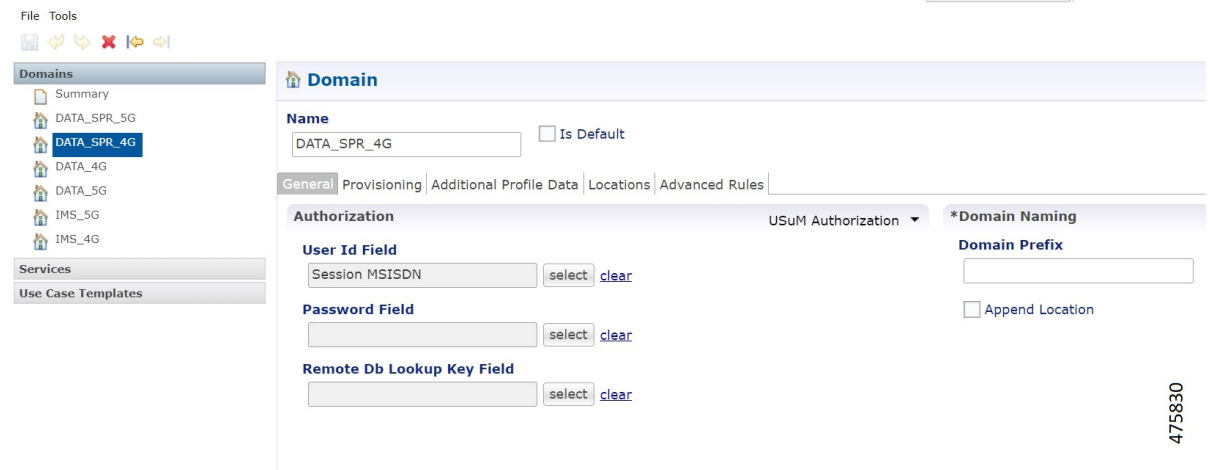 File Tools
Domains
Summary
DATA_SPR_5G
DATA_SPR_4G
DATA_4G
DATA_5G
IMS_5G
IMS_4G
Services
Use Case Templates
Domain
Name
DATA_SPR_4G
Is Default
General Provisioning Additional Profile Data Locations Advanced Rules
Authorization
USuM Authorization
User Id Field
Session MSISDN select clear
Password Field
select clear
Remote Db Lookup Key Field
select clear
*Domain Naming
Domain Prefix
Append Location
475830